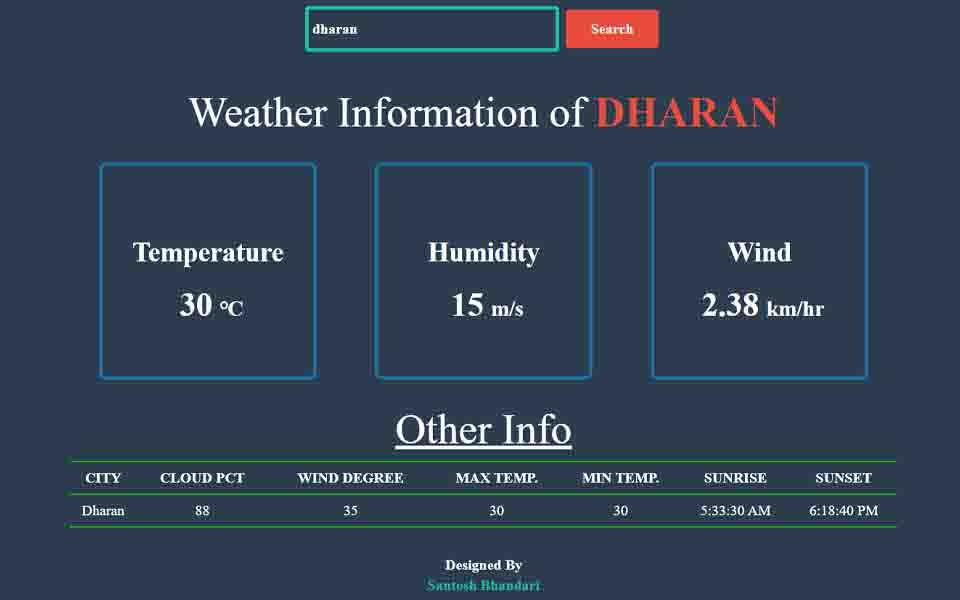 dharan Search
Weather Information of DHARAN
Temperature Humidity Wind
30 °C 15 m/s 2.38 km/hr
Other Info
CITY CLOUD PCT WIND DEGREE MAX TEMP. MIN TEMP. SUNRISE SUNSET
Dharan 88 35 30 30 5:33:30 AM 6:18:40 PM
Designed By
Santosh Bhandari